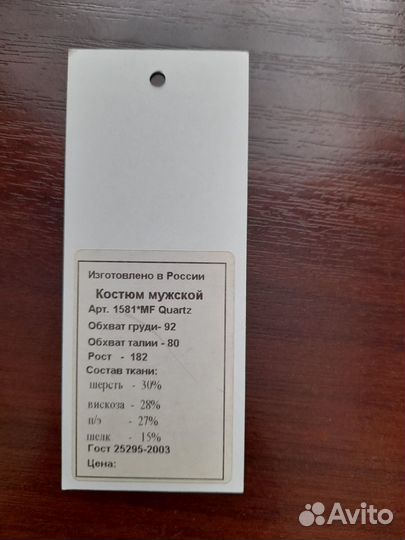 Изготовлено в России
Костюм мужской
Арт. 1581*MF Quartz
Обхват груди- 92
Обхват талии - 80
Рост - 182
Состав ткани:
шерсть - 30%
вискоза - 28%
п/э - 27%
шелк - 15%
Гост 25295-2003
Цена:
Avito